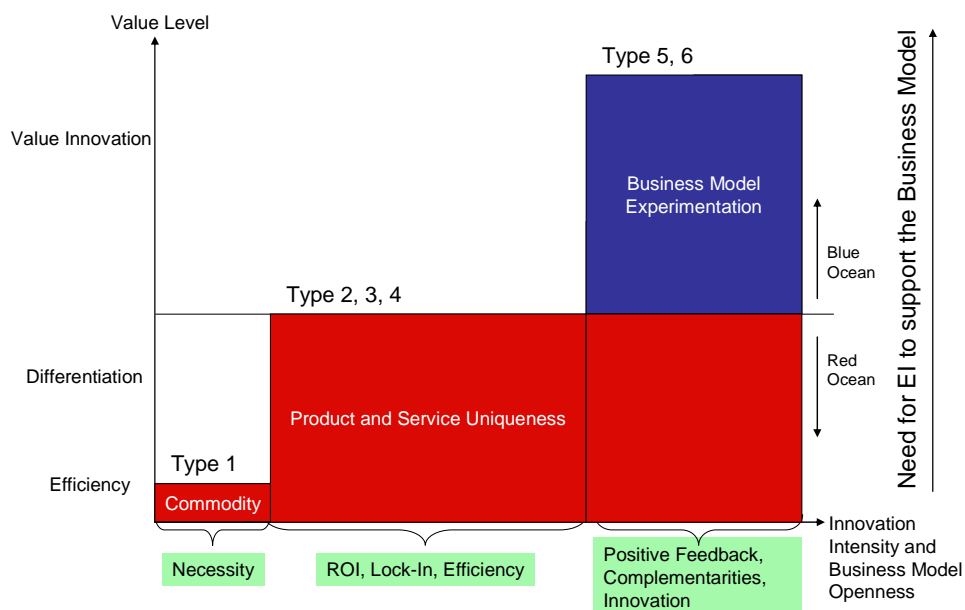 Value Level
Type 5, 6
Value Innovation
Business Model
Experimentation
Need for EI to support the Business Model
Blue
Ocean
Type 2, 3, 4
Red
Ocean
Differentiation
Product and Service Uniqueness
Type 1
Efficiency
Commodity
Innovation
Intensity and
Business Model
Openness
Necessity
ROI, Lock-In, Efficiency
Positive Feedback,
Complementarities,
Innovation